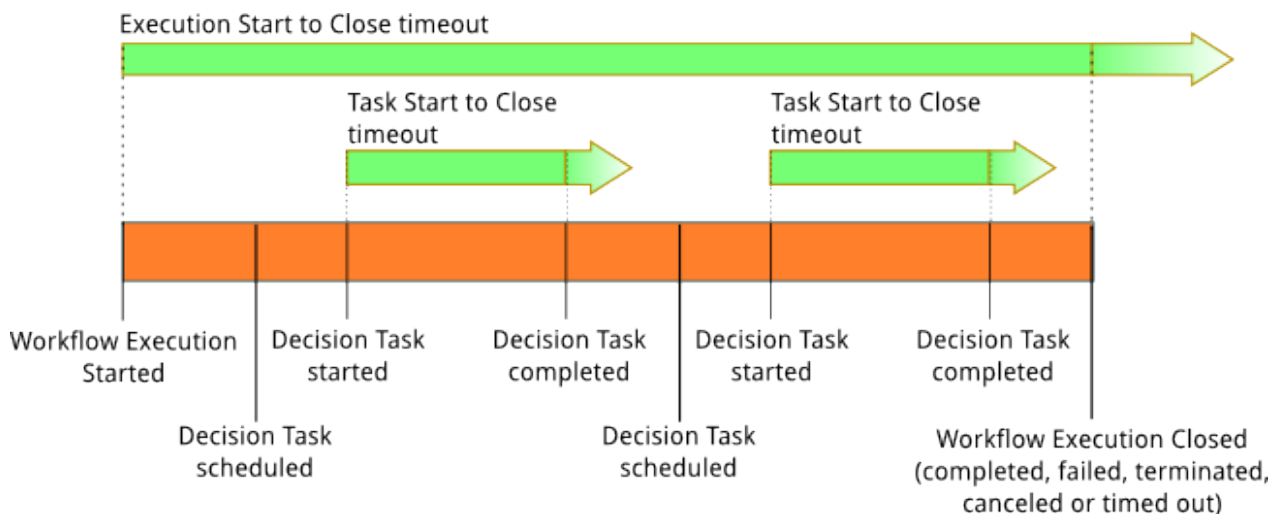 Execution Start to Close timeout
Task Start to Close
timeout
Task Start to Close
timeout
Workflow Execution
Started
Decision Task
started
Decision Task
completed
Decision Task
started
Decision Task
completed
Decision Task
scheduled
Decision Task
scheduled
Workflow Execution Closed
(completed, failed, terminated,
canceled or timed out)